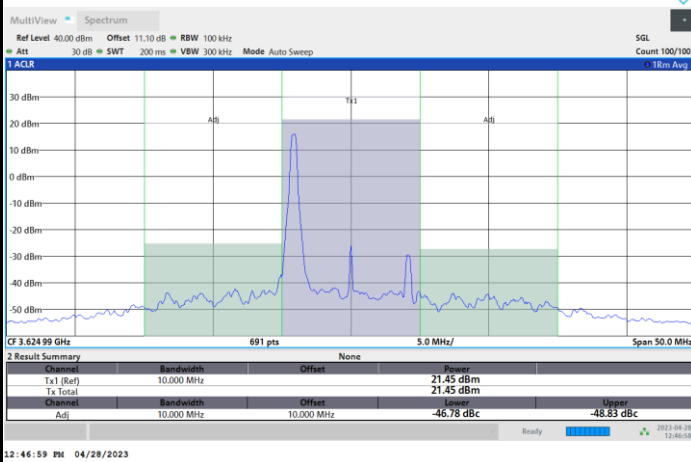 MultiView Spectrum
Ref Level 40.00 dBm Offset 11.10 dB RBW 100 kHz SGL
Att 30 dB SWT 200 ms VBW 300 kHz Mode Auto Sweep Count 100/100
1 ACLR 1Rm Avg
Tx1
30 dBm
Adj Adj
20 dBm
10 dBm
0 dBm
-10 dBm
-20 dBm
-30 dBm
-40 dBm
-50 dBm
CF 3.624 99 GHz 691 pts 5.0 MHz/ Span 50.0 MHz
2 Result Summary None
Channel Bandwidth Offset Power
Tx1 (Ref) 10.000 MHz 21.45 dBm
Tx Total 21.45 dBm
Channel Bandwidth Offset Lower Upper
Adj 10.000 MHz 10.000 MHz -46.78 dBc -48.83 dBc
Ready 2023-04-28
12:46:58
12:46:59 PM 04/28/2023